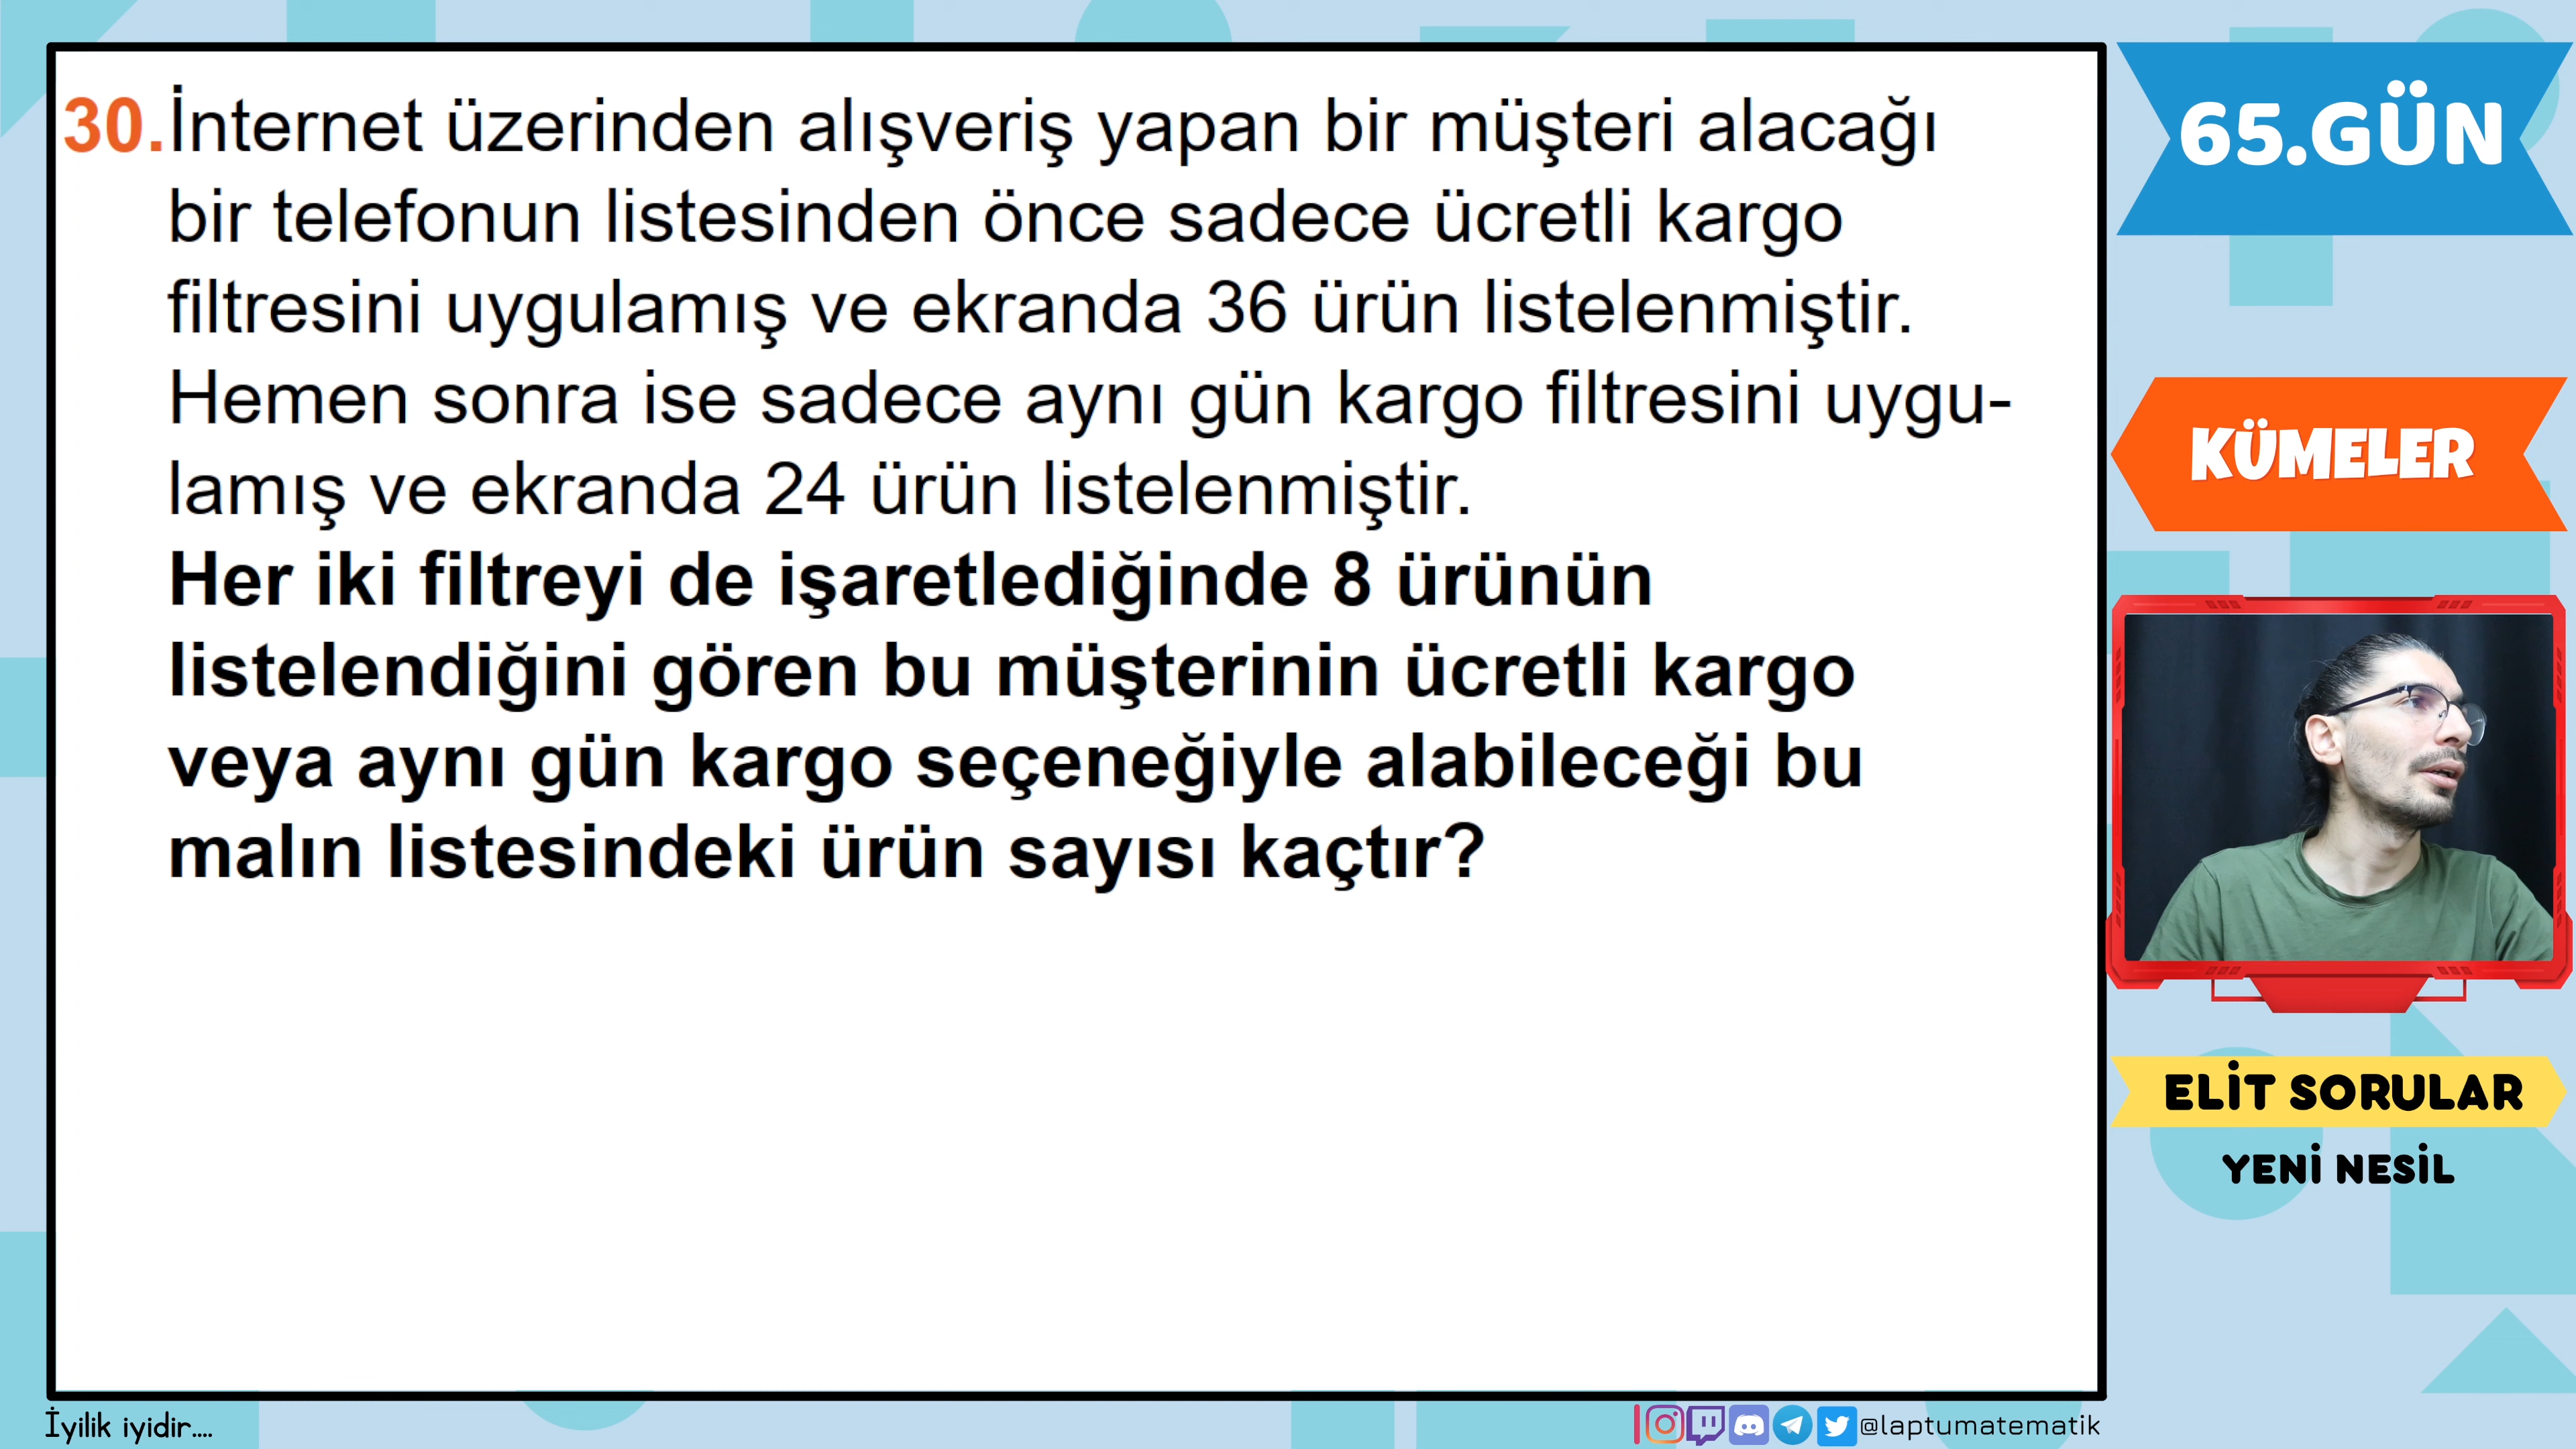 30. İnternet üzerinden alışveriş yapan bir müşteri alacağı
bir telefonun listesinden önce sadece ücretli kargo
filtresini uygulamış ve ekranda 36 ürün listelenmiştir.
Hemen sonra ise sadece aynı gün kargo filtresini uygu-
lamış ve ekranda 24 ürün listelenmiştir.
Her iki filtreyi de işaretlediğinde 8 ürünün
listelendiğini gören bu müşterinin ücretli kargo
veya aynı gün kargo seçeneğiyle alabileceği bu
malın listesindeki ürün sayısı kaçtır?
65.GÜN
KÜMELER
ELİT SORULAR
YENİ NESİL
İyilik iyidir....
@laptumatematik